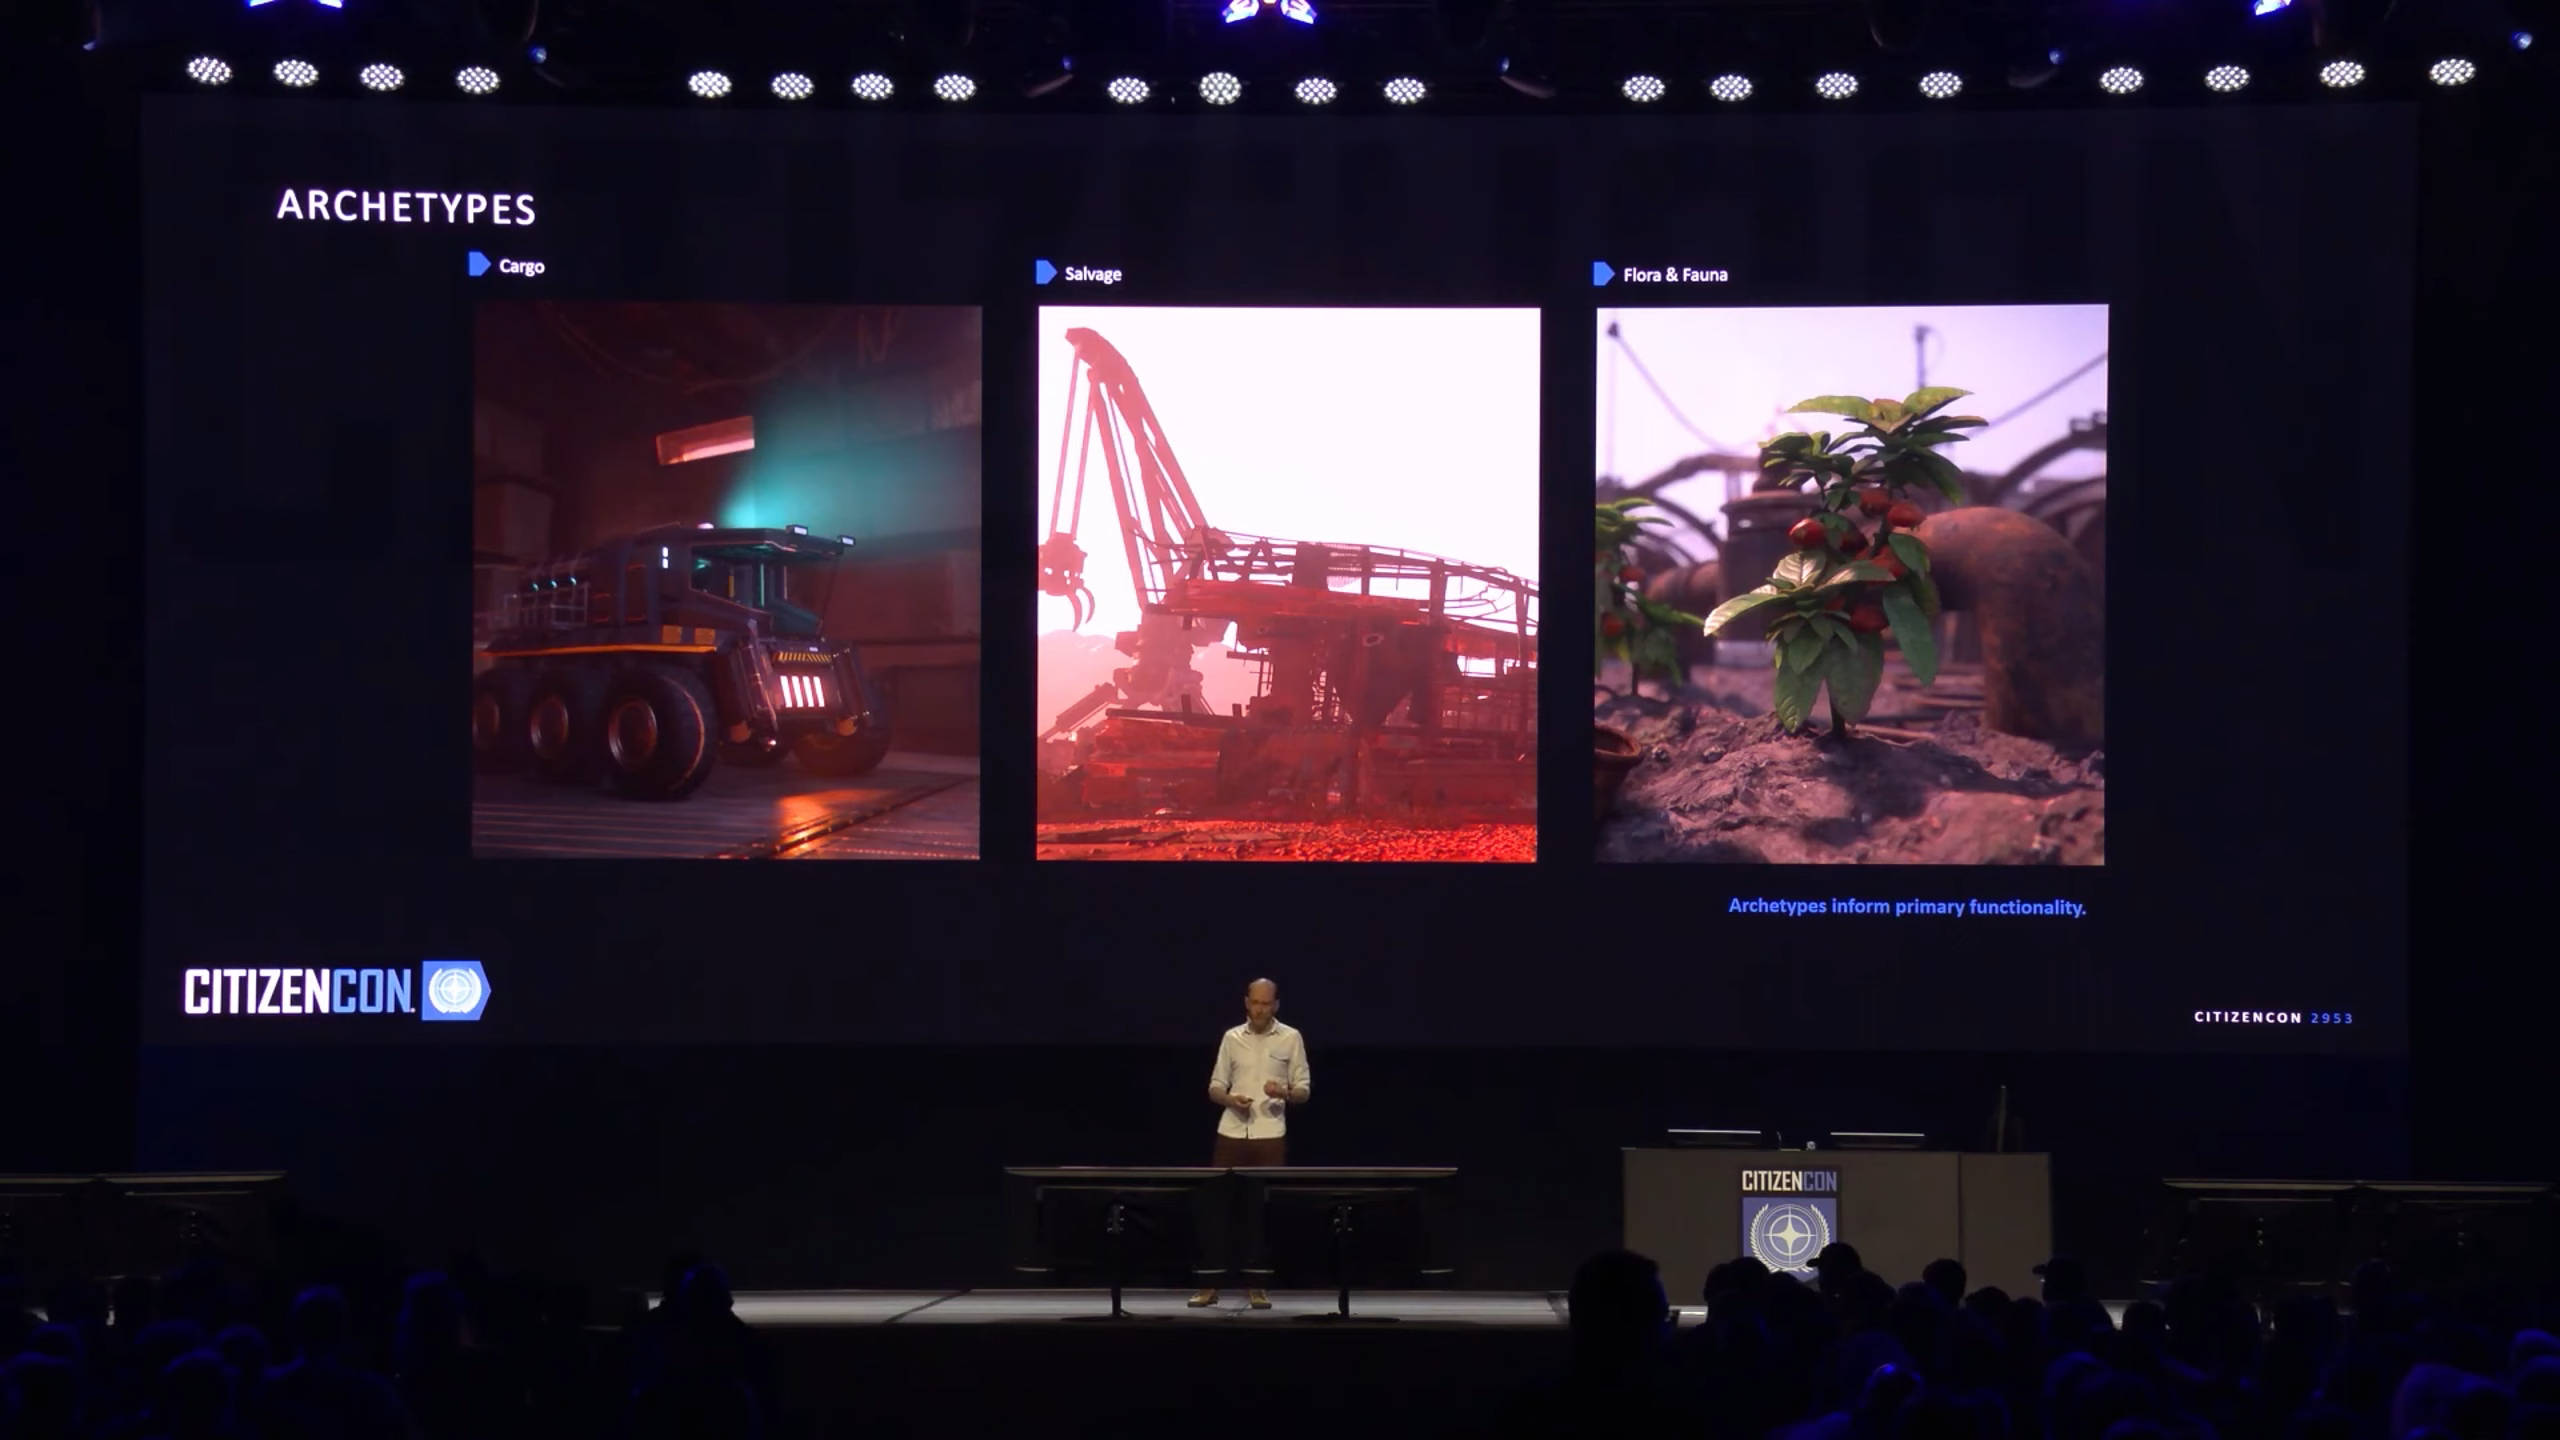 ARCHETYPES
Cargo
Salvage
Flora & Fauna
Archetypes inform primary functionality.
CITIZENCON.
CITIZENCON 2953
CITIZENCON